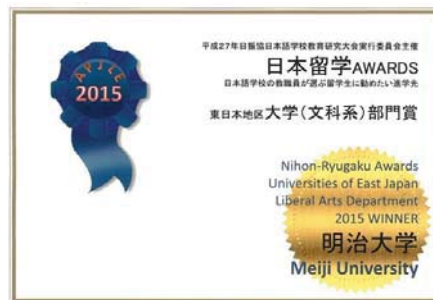 APJLE
2015
平成27年日振協日本語学校教育研究大会実行委員会主催
日本留学AWARDS
日本語学校の教職員が選ぶ留学生に勧めたい進学先
東日本地区大学(文科系)部門賞
Nihon-Ryugaku Awards
Universities of East Japan
Liberal Arts Department
2015 WINNER
明治大学
Meiji University